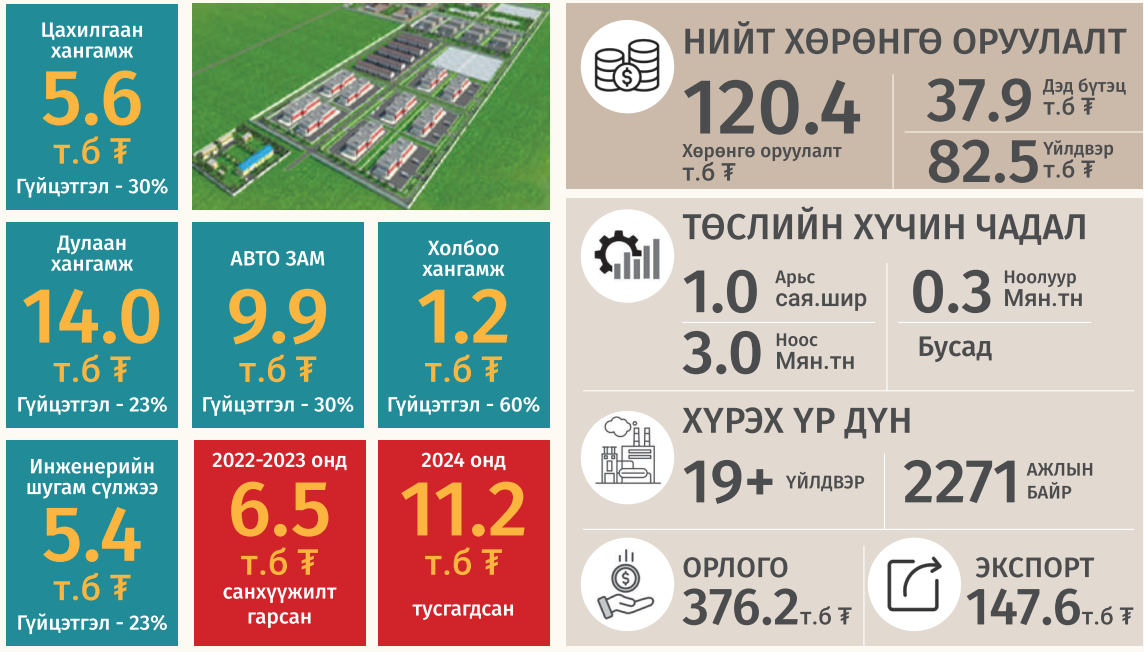 Цахилгаан
хангамж
5.6
т.б ₮
Гүйцэтгэл - 30%
Дулаан
хангамж
14.0
т.б ₮
Гүйцэтгэл - 23%
АВТО ЗАМ
9.9
т.б ₮
Гүйцэтгэл - 30%
Холбоо
хангамж
1.2
т.б ₮
Гүйцэтгэл - 60%
Инженерийн
шугам сүлжээ
5.4
т.б ₮
Гүйцэтгэл - 23%
2022-2023 онд
6.5
т.б ₮
санхүүжилт
гарсан
2024 онд
11.2
т.б ₮
тусгагдсан
НИЙТ ХӨРӨНГӨ ОРУУЛАЛТ
120.4
Хөрөнгө оруулалт
т.б ₮
37.9 Дэд бүтэц
т.б ₮
82.5 Үйлдвэр
т.б ₮
ТӨСЛИЙН ХҮЧИН ЧАДАЛ
1.0 Арьс
сая.шир
3.0 Ноос
Мян.тн
0.3 Ноолуур
Мян.тн
Бусад
ХҮРЭХ ҮР ДҮН
19+ ҮЙЛДВЭР
2271 АЖЛЫН
БАЙР
ОРЛОГО
376.2 т.б ₮
ЭКСПОРТ
147.6 т.б ₮